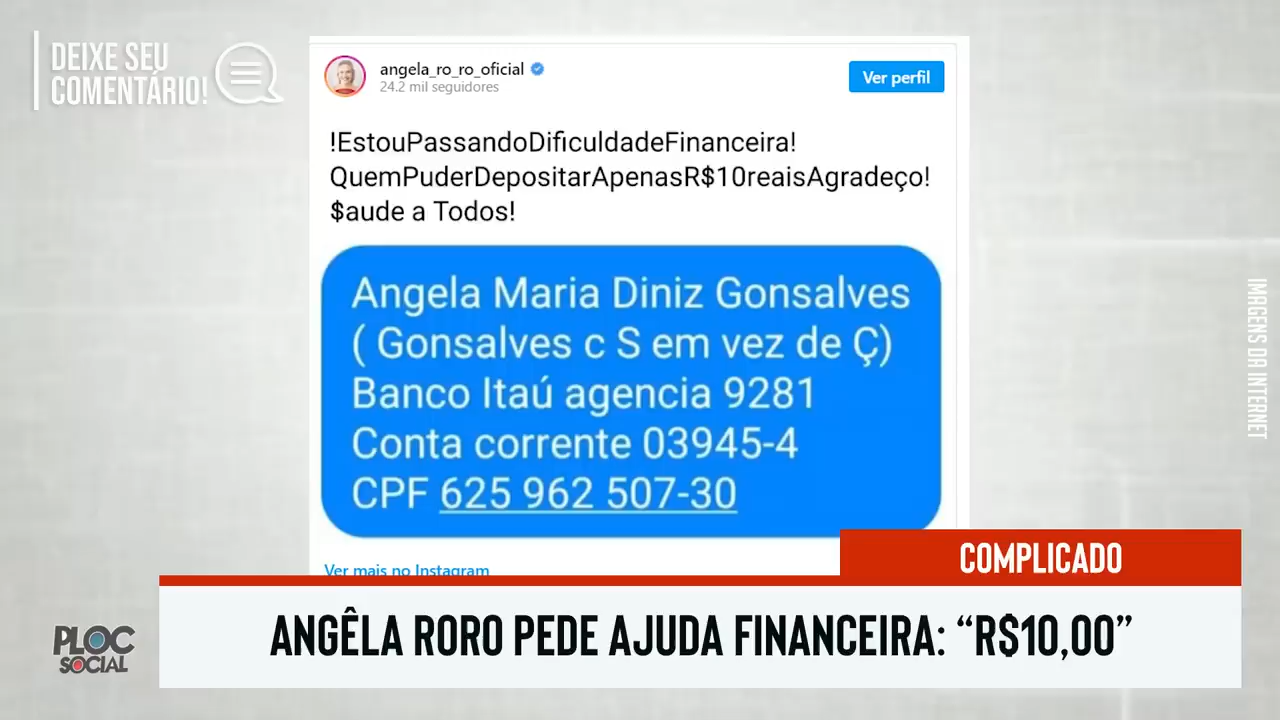 DEIXE SEU
COMENTÁRIO!
angela_ro_ro_oficial
24.2 mil seguidores
Ver perfil
!EstouPassandoDificuldadeFinanceira!
QuemPuderDepositarApenasR$10reaisAgradeço!
$aude a Todos!
Angela Maria Diniz Gonsalves
( Gonsalves c S em vez de Ç)
Banco Itaú agencia 9281
Conta corrente 03945-4
CPF 625 962 507-30
Ver mais no Instagram
IMAGENS DA INTERNET
COMPLICADO
ANGÊLA RORO PEDE AJUDA FINANCEIRA: “R$10,00”
PLOC
SOCIAL